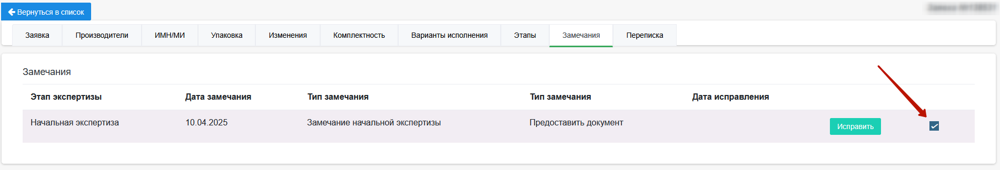 Вернуться в список
Заявка Производители ИМН/МИ Упаковка Изменения Комплектность Варианты исполнения Этапы Замечания Переписка
Замечания
Этап экспертизы Дата замечания Тип замечания Тип замечания Дата исправления
Начальная экспертиза 10.04.2025 Замечание начальной экспертизы Предоставить документ Исправить